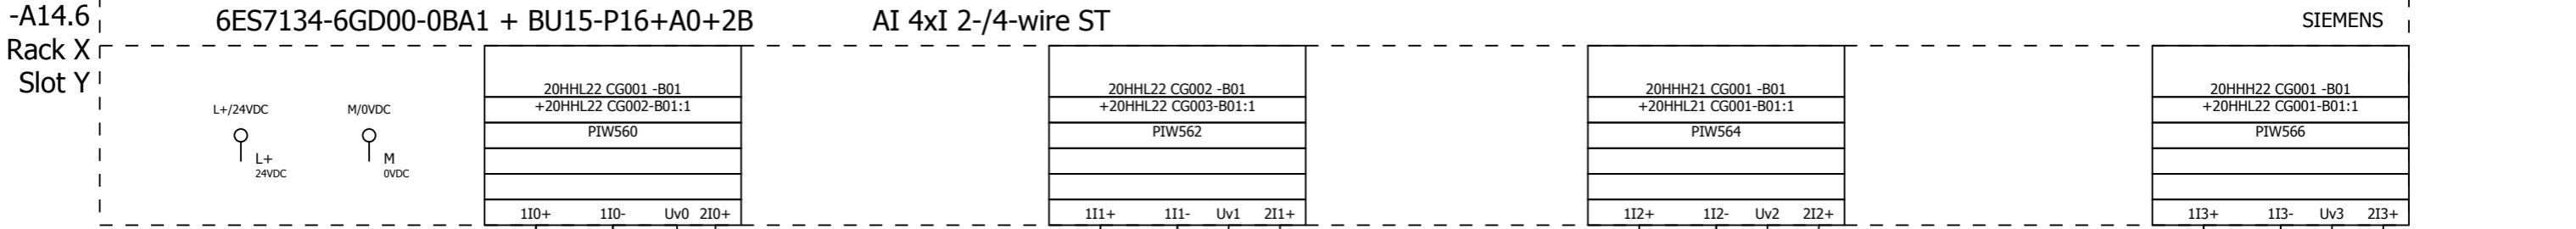 -A14.6
6ES7134-6GD00-0BA1 + BU15-P16+A0+2B
AI 4xI 2-/4-wire ST
SIEMENS
Rack X
Slot Y
L+/24VDC
M/0VDC
L+
24VDC
M
0VDC
20HHL22 CG001 -B01
+20HHL22 CG002-B01:1
PIW560
1I0+ 1I0- Uv0 2I0+
20HHL22 CG002 -B01
+20HHL22 CG003-B01:1
PIW562
1I1+ 1I1- Uv1 2I1+
20HHH21 CG001 -B01
+20HHL21 CG001-B01:1
PIW564
1I2+ 1I2- Uv2 2I2+
20HHH22 CG001 -B01
+20HHL22 CG001-B01:1
PIW566
1I3+ 1I3- Uv3 2I3+